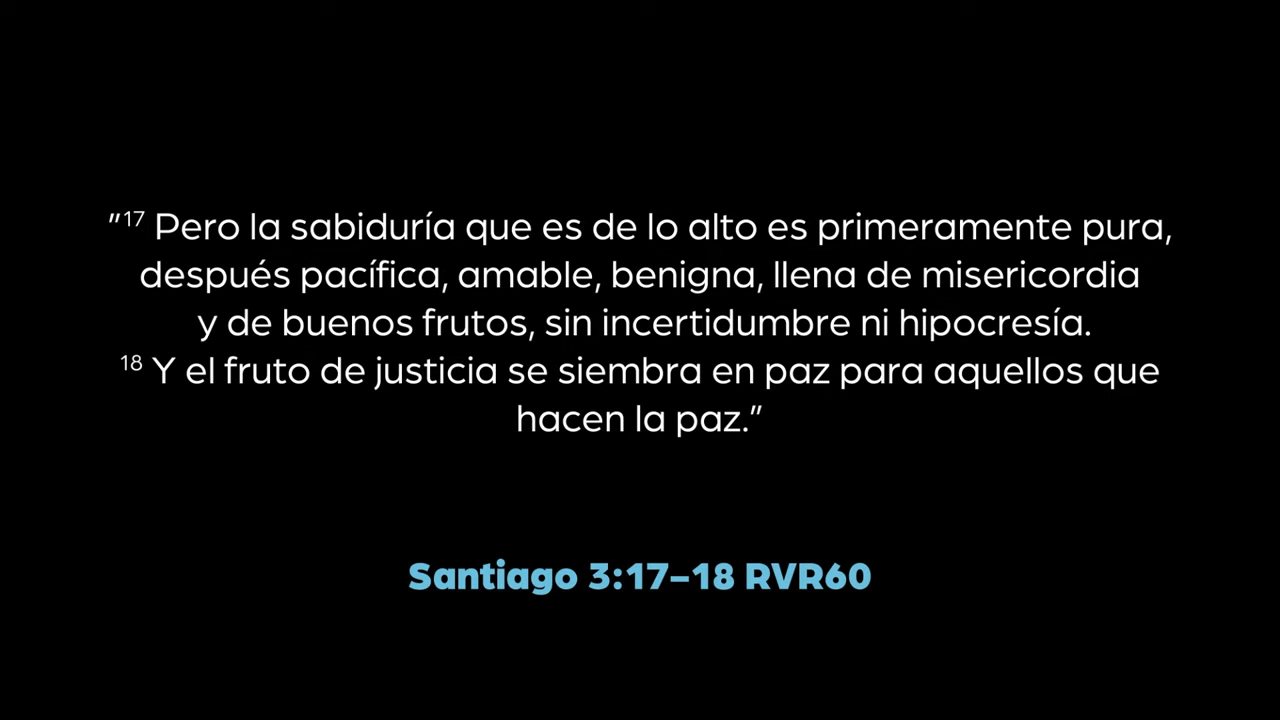 ”¹⁷ Pero la sabiduría que es de lo alto es primeramente pura,
después pacífica, amable, benigna, llena de misericordia
y de buenos frutos, sin incertidumbre ni hipocresía.
¹⁸ Y el fruto de justicia se siembra en paz para aquellos que
hacen la paz.”
Santiago 3:17–18 RVR60